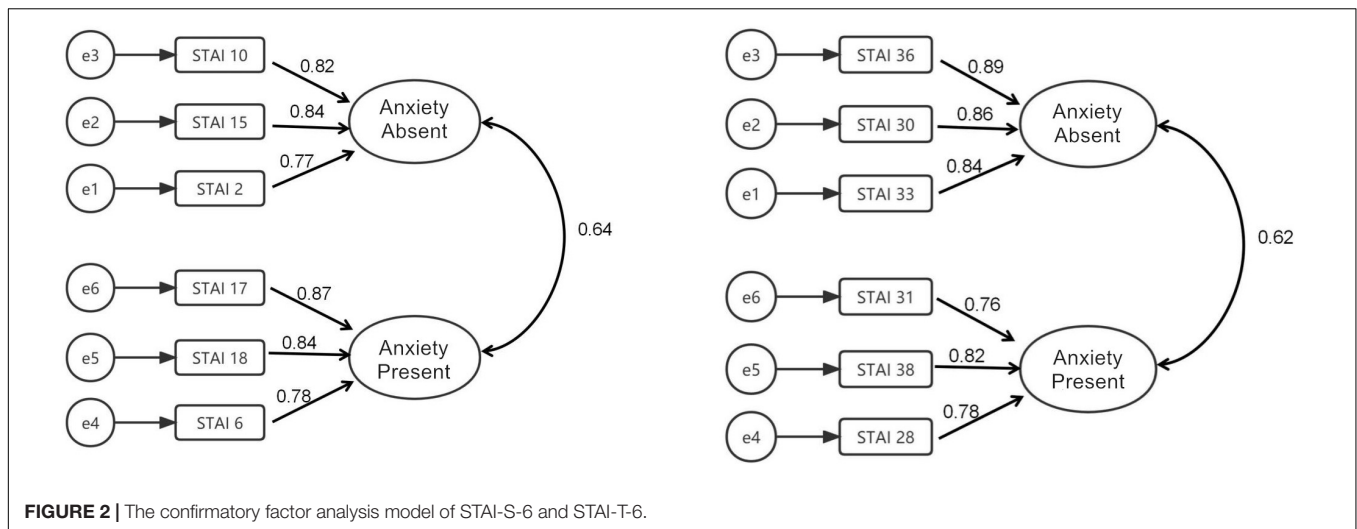 e3
STAI 10
0.82
e2
STAI 15
0.84
e1
STAI 2
0.77
Anxiety
Absent
0.64
e6
STAI 17
0.87
e5
STAI 18
0.84
e4
STAI 6
0.78
Anxiety
Present
e3
STAI 36
0.89
e2
STAI 30
0.86
e1
STAI 33
0.84
Anxiety
Absent
0.62
e6
STAI 31
0.76
e5
STAI 38
0.82
e4
STAI 28
0.78
Anxiety
Present
FIGURE 2 | The confirmatory factor analysis model of STAI-S-6 and STAI-T-6.